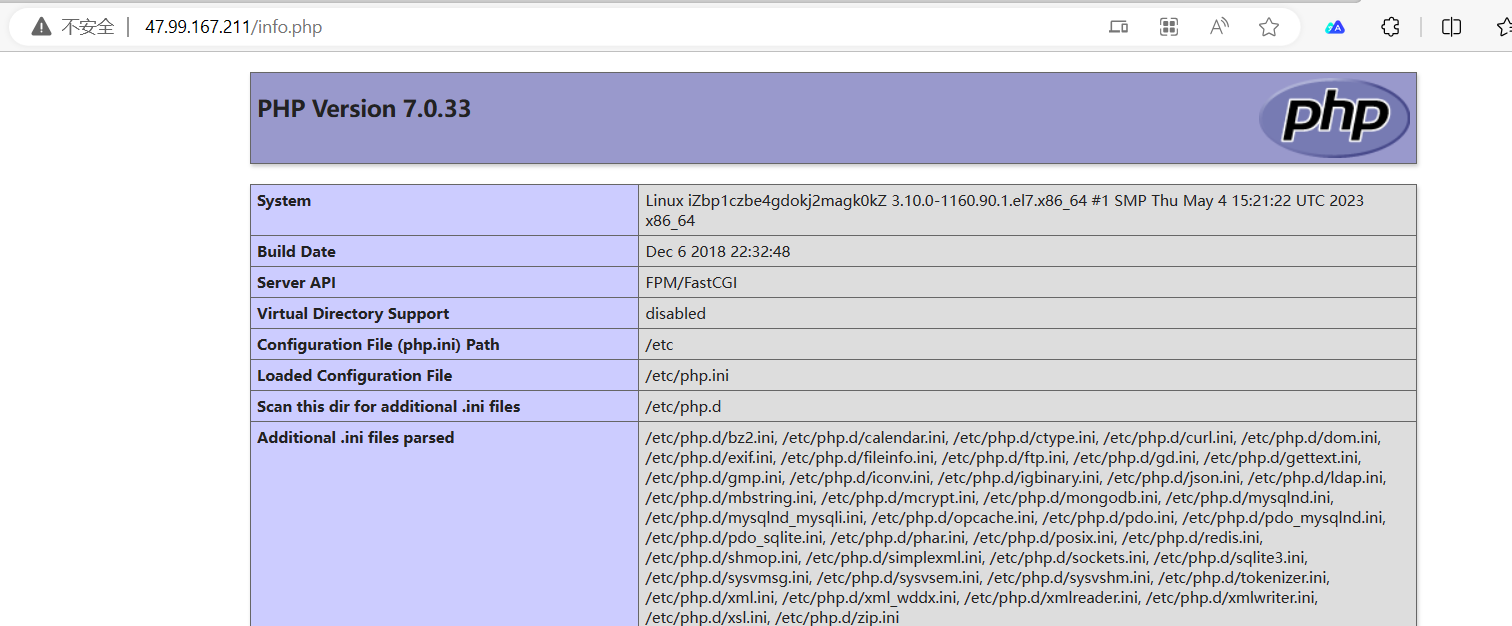 不安全 47.99.167.211/info.php
PHP Version 7.0.33
php
System
Linux iZbp1czbe4gdokj2magk0kZ 3.10.0-1160.90.1.el7.x86_64 #1 SMP Thu May 4 15:21:22 UTC 2023
x86_64
Build Date
Dec 6 2018 22:32:48
Server API
FPM/FastCGI
Virtual Directory Support
disabled
Configuration File (php.ini) Path
/etc
Loaded Configuration File
/etc/php.ini
Scan this dir for additional .ini files
/etc/php.d
Additional .ini files parsed
/etc/php.d/bz2.ini, /etc/php.d/calendar.ini, /etc/php.d/ctype.ini, /etc/php.d/curl.ini, /etc/php.d/dom.ini,
/etc/php.d/exif.ini, /etc/php.d/fileinfo.ini, /etc/php.d/ftp.ini, /etc/php.d/gd.ini, /etc/php.d/gettext.ini,
/etc/php.d/gmp.ini, /etc/php.d/iconv.ini, /etc/php.d/igbinary.ini, /etc/php.d/json.ini, /etc/php.d/ldap.ini,
/etc/php.d/mbstring.ini, /etc/php.d/mcrypt.ini, /etc/php.d/mongodb.ini, /etc/php.d/mysqlnd.ini,
/etc/php.d/mysqlnd_mysqli.ini, /etc/php.d/opcache.ini, /etc/php.d/pdo.ini, /etc/php.d/pdo_mysqlnd.ini,
/etc/php.d/pdo_sqlite.ini, /etc/php.d/phar.ini, /etc/php.d/posix.ini, /etc/php.d/redis.ini,
/etc/php.d/shmop.ini, /etc/php.d/simplexml.ini, /etc/php.d/sockets.ini, /etc/php.d/sqlite3.ini,
/etc/php.d/sysvmsg.ini, /etc/php.d/sysvsem.ini, /etc/php.d/sysvshm.ini, /etc/php.d/tokenizer.ini,
/etc/php.d/xml.ini, /etc/php.d/xml_wddx.ini, /etc/php.d/xmlreader.ini, /etc/php.d/xmlwriter.ini,
/etc/php.d/xsl.ini, /etc/php.d/zip.ini